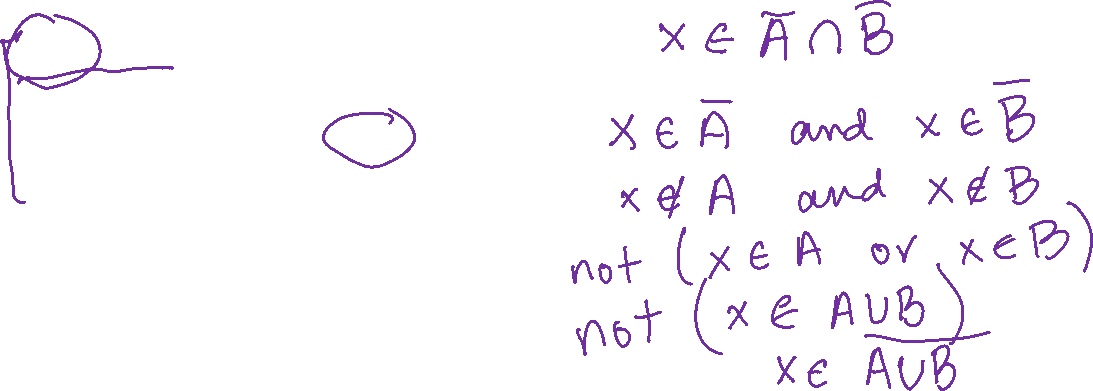 x ∈ A̅ ∩ B̅
x ∈ A̅ and x ∈ B̅
x ∉ A and x ∉ B
not (x ∈ A or x ∈ B)
not (x ∈ A∪B)
x ∈ A̅∪̅B̅